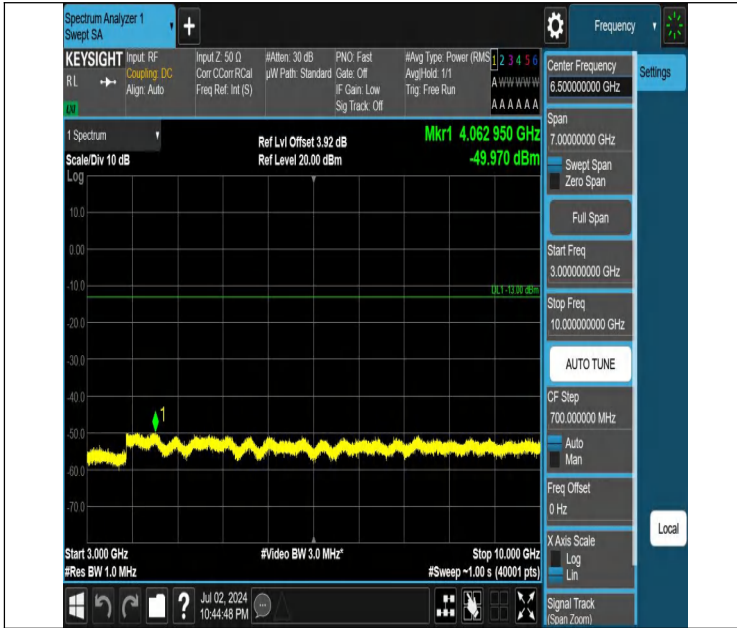 Spectrum Analyzer 1
Swept SA
+
Frequency
KEYSIGHT
RL
Input: RF
Coupling: DC
Align: Auto
Input Z: 50 Ω
Corr CCorr RCal
Freq Ref: Int (S)
#Atten: 30 dB
µW Path: Standard
PNO: Fast
Gate: Off
IF Gain: Low
Sig Track: Off
#Avg Type: Power (RMS
Avg|Hold: 1/1
Trig: Free Run
1 2 3 4 5 6
A W W W W W
A A A A A A
1 Spectrum
Scale/Div 10 dB
Log
Ref Lvl Offset 3.92 dB
Ref Level 20.00 dBm
Mkr1 4.062 950 GHz
-49.970 dBm
10.0
0.00
-10.0
DL1 -13.00 dBm
-20.0
-30.0
-40.0
1
-50.0
-60.0
-70.0
Start 3.000 GHz
#Res BW 1.0 MHz
#Video BW 3.0 MHz*
Stop 10.000 GHz
#Sweep ~1.00 s (40001 pts)
?
Jul 02, 2024
10:44:48 PM
Center Frequency
6.500000000 GHz
Settings
Span
7.00000000 GHz
Swept Span
Zero Span
Full Span
Start Freq
3.000000000 GHz
Stop Freq
10.000000000 GHz
AUTO TUNE
CF Step
700.000000 MHz
Auto
Man
Freq Offset
0 Hz
X Axis Scale
Log
Lin
Local
Signal Track
(Span Zoom)